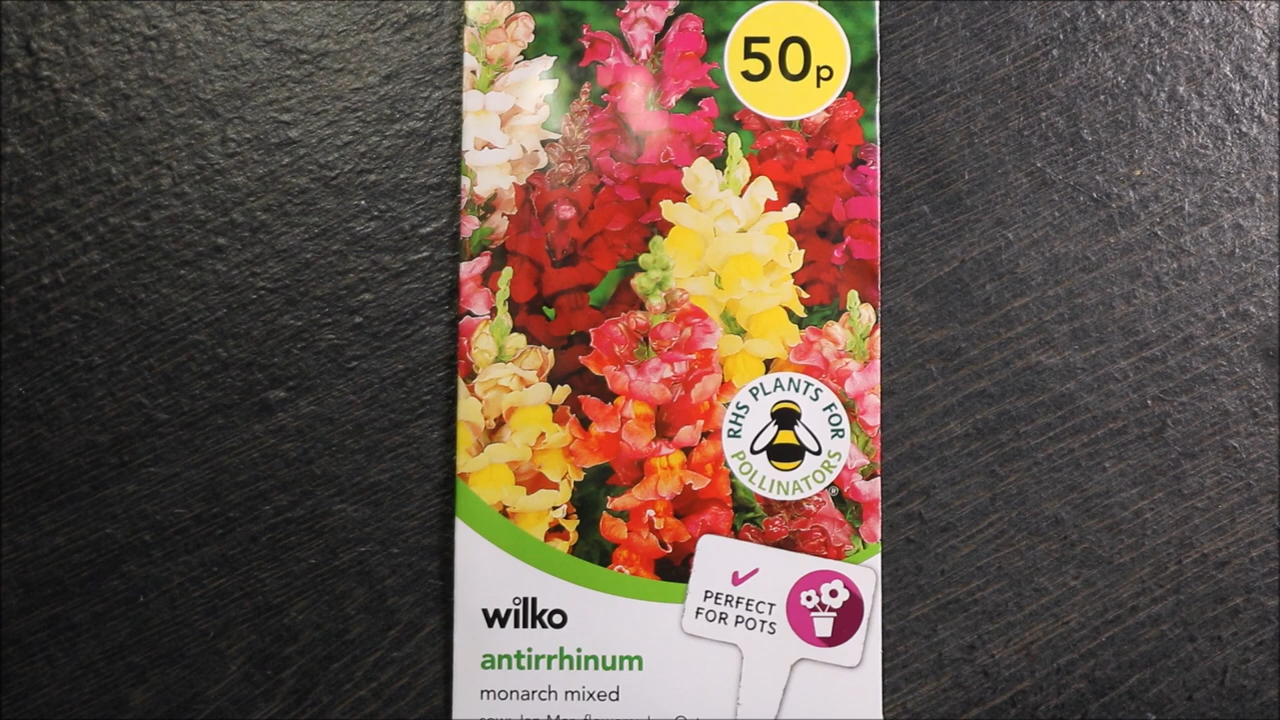 50p
RHS PLANTS FOR
POLLINATORS
®
PERFECT
FOR POTS
wilko
antirrhinum
monarch mixed